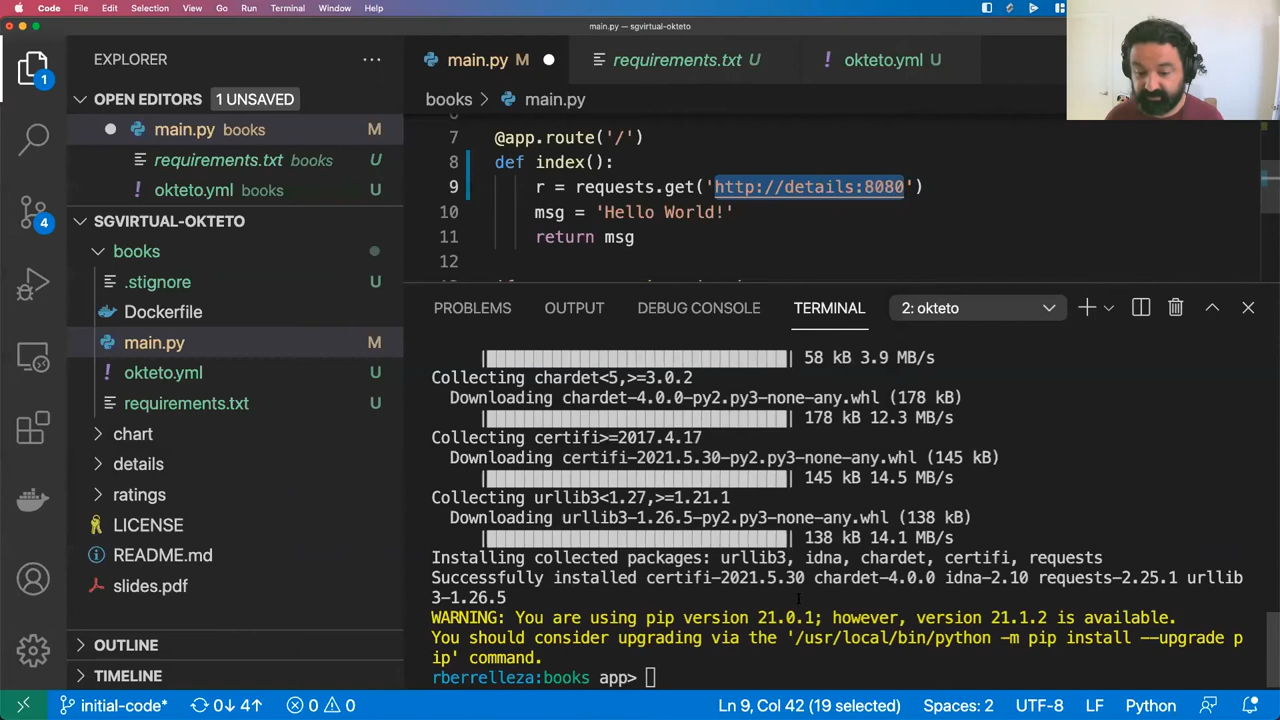 Code File Edit Selection View Go Run Terminal Window Help
main.py — sgvirtual-okteto
EXPLORER
OPEN EDITORS 1 UNSAVED
main.py books M
requirements.txt books U
okteto.yml books U
SGVIRTUAL-OKTETO
books
.stignore U
Dockerfile
main.py M
okteto.yml U
requirements.txt U
chart
details
ratings
LICENSE
README.md
slides.pdf
OUTLINE
TIMELINE
1
4
main.py M
requirements.txt U
okteto.yml U
books > main.py
7 @app.route('/')
8 def index():
9 r = requests.get('http://details:8080')
10 msg = 'Hello World!'
11 return msg
12
PROBLEMS OUTPUT DEBUG CONSOLE TERMINAL 2: okteto
58 kB 3.9 MB/s
Collecting chardet<5,>=3.0.2
Downloading chardet-4.0.0-py2.py3-none-any.whl (178 kB)
178 kB 12.3 MB/s
Collecting certifi>=2017.4.17
Downloading certifi-2021.5.30-py2.py3-none-any.whl (145 kB)
145 kB 14.5 MB/s
Collecting urllib3<1.27,>=1.21.1
Downloading urllib3-1.26.5-py2.py3-none-any.whl (138 kB)
138 kB 14.1 MB/s
Installing collected packages: urllib3, idna, chardet, certifi, requests
Successfully installed certifi-2021.5.30 chardet-4.0.0 idna-2.10 requests-2.25.1 urllib
3-1.26.5
WARNING: You are using pip version 21.0.1; however, version 21.1.2 is available.
You should consider upgrading via the '/usr/local/bin/python -m pip install --upgrade p
ip' command.
rberrelleza:books app>
initial-code* 0↓ 4↑ 0 0 Ln 9, Col 42 (19 selected) Spaces: 2 UTF-8 LF Python